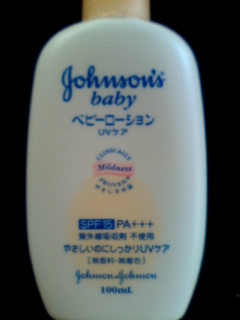 Johnson's
baby
ベビーローション
UVケア
CLINICALLY
Mildness
PROVEN
SPF15 PA+++
紫外線吸収剤 不使用
やさしいのにしっかりUVケア
【無香料・無着色】
Johnson & Johnson
100mL